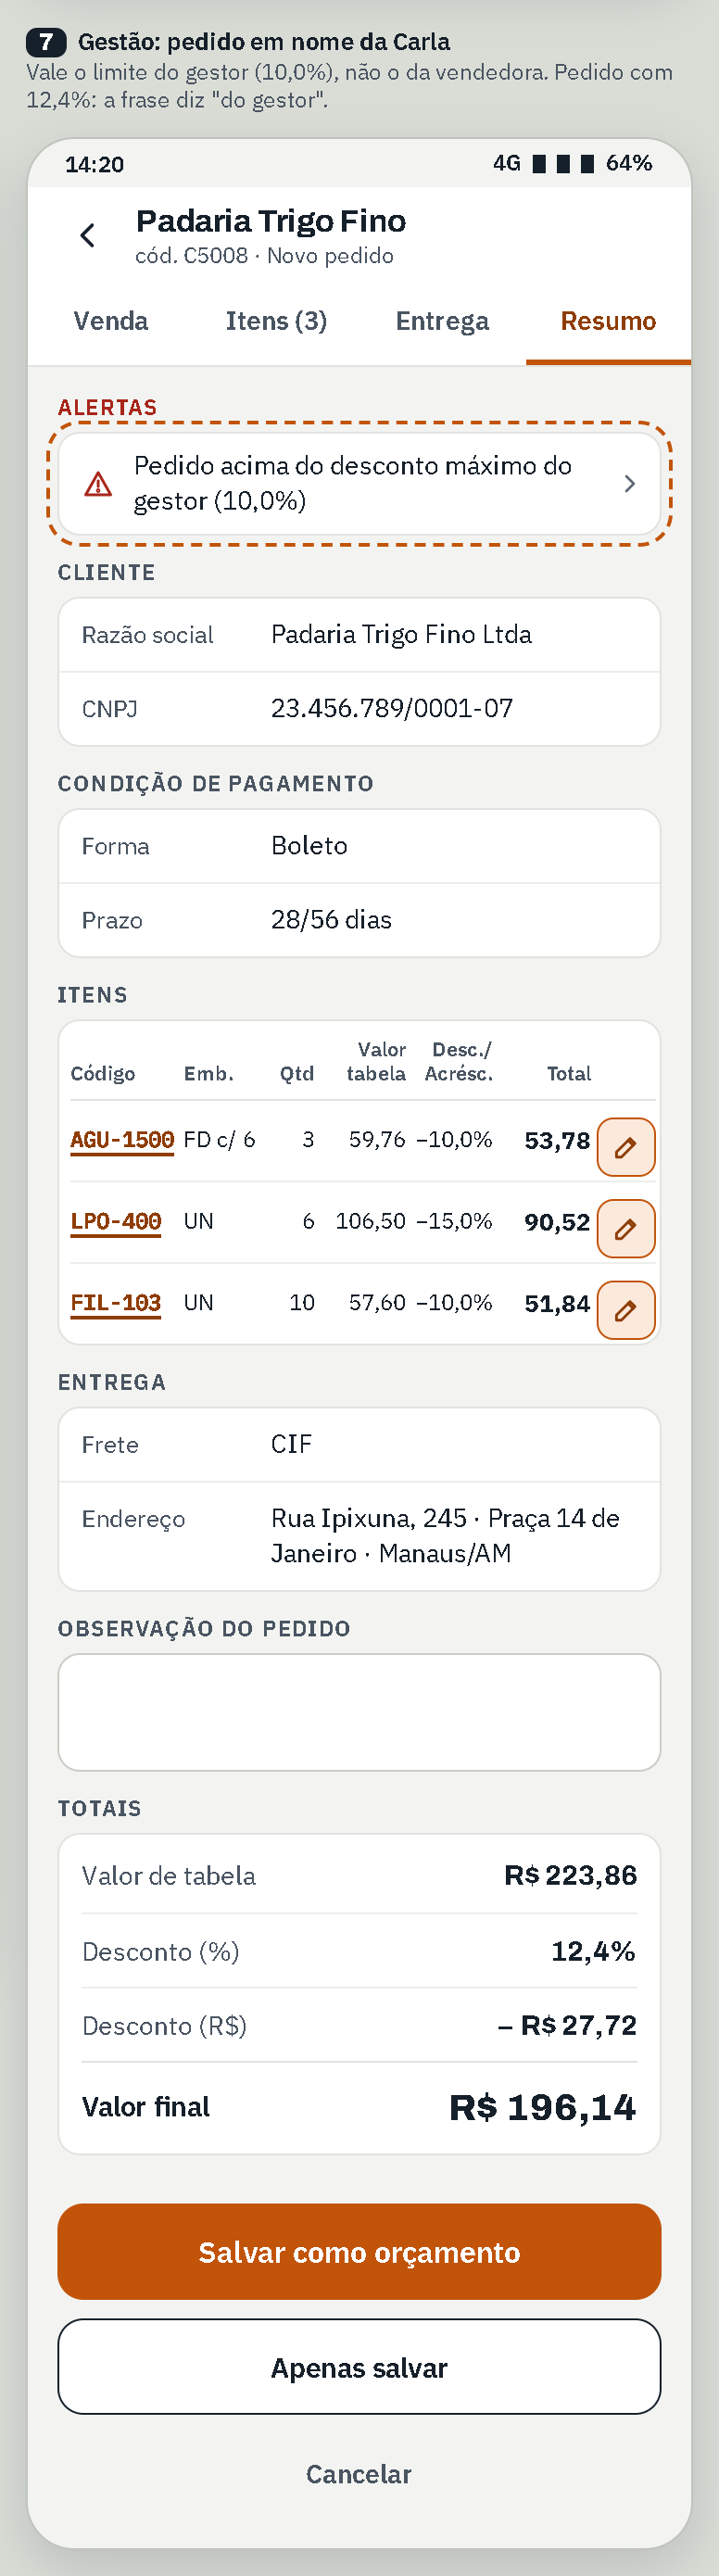 7 Gestão: pedido em nome da Carla
Vale o limite do gestor (10,0%), não o da vendedora. Pedido com
12,4%: a frase diz "do gestor".
14:20 4G 64%
Padaria Trigo Fino
cód. C5008 · Novo pedido
Venda Itens (3) Entrega Resumo
ALERTAS
Pedido acima do desconto máximo do
gestor (10,0%)
CLIENTE
Razão social Padaria Trigo Fino Ltda
CNPJ 23.456.789/0001-07
CONDIÇÃO DE PAGAMENTO
Forma Boleto
Prazo 28/56 dias
ITENS
Valor Desc./
Código Emb. Qtd tabela Acrésc. Total
AGU-1500 FD c/ 6 3 59,76 −10,0% 53,78
LPO-400 UN 6 106,50 −15,0% 90,52
FIL-103 UN 10 57,60 −10,0% 51,84
ENTREGA
Frete CIF
Endereço Rua Ipixuna, 245 · Praça 14 de
Janeiro · Manaus/AM
OBSERVAÇÃO DO PEDIDO
TOTAIS
Valor de tabela R$ 223,86
Desconto (%) 12,4%
Desconto (R$) – R$ 27,72
Valor final R$ 196,14
Salvar como orçamento
Apenas salvar
Cancelar